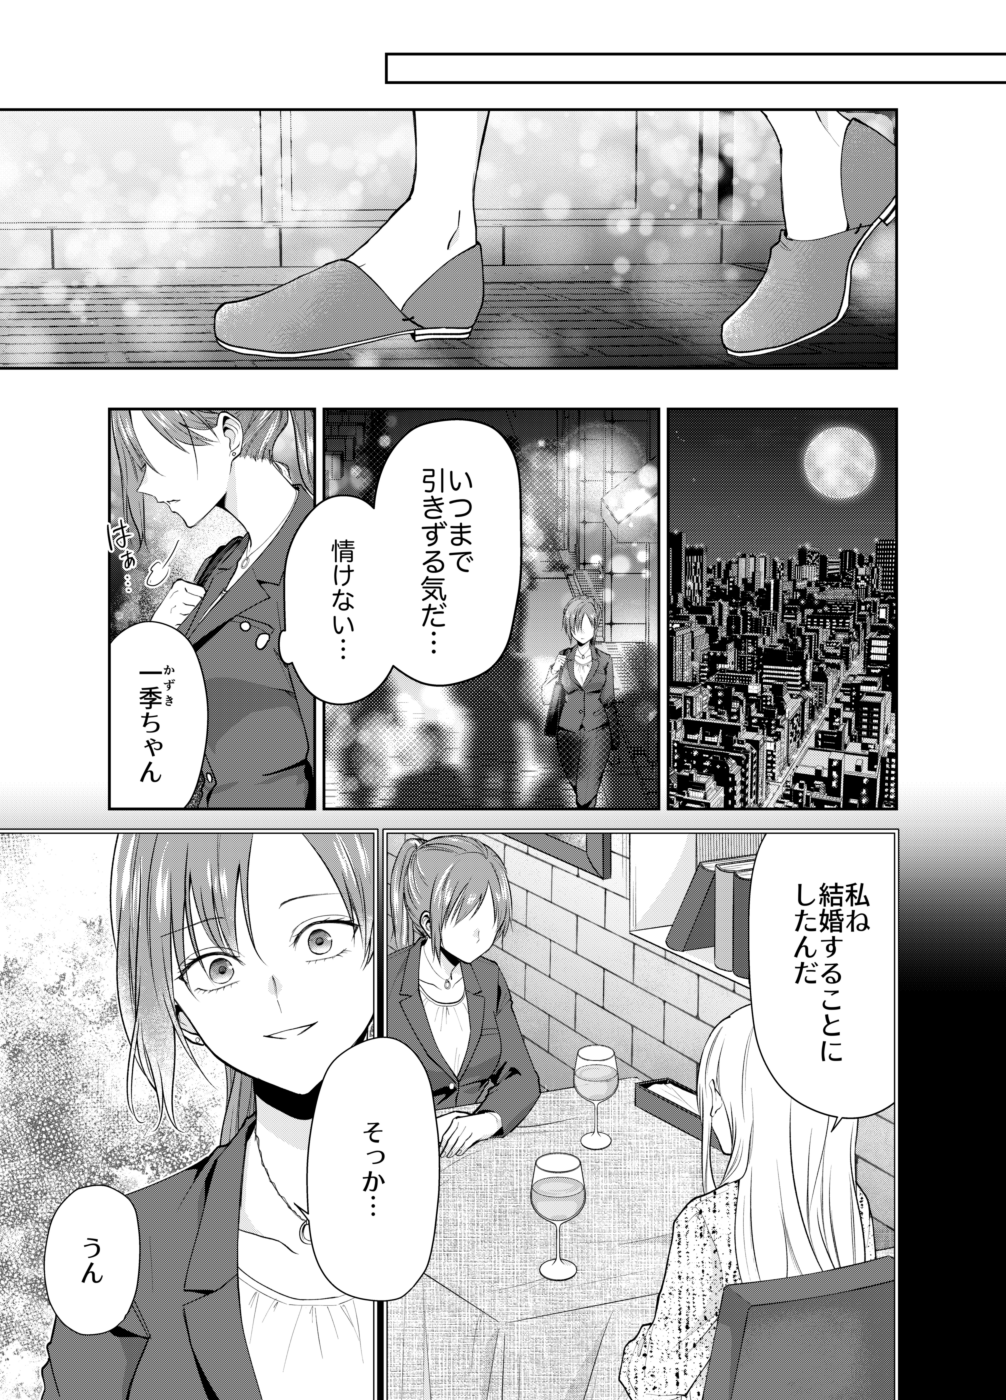 いつまで
引きずる気だ…
情けない…
はぁ…
一季ちゃん
かずき
私ね
結婚することに
したんだ
そっか…
うん